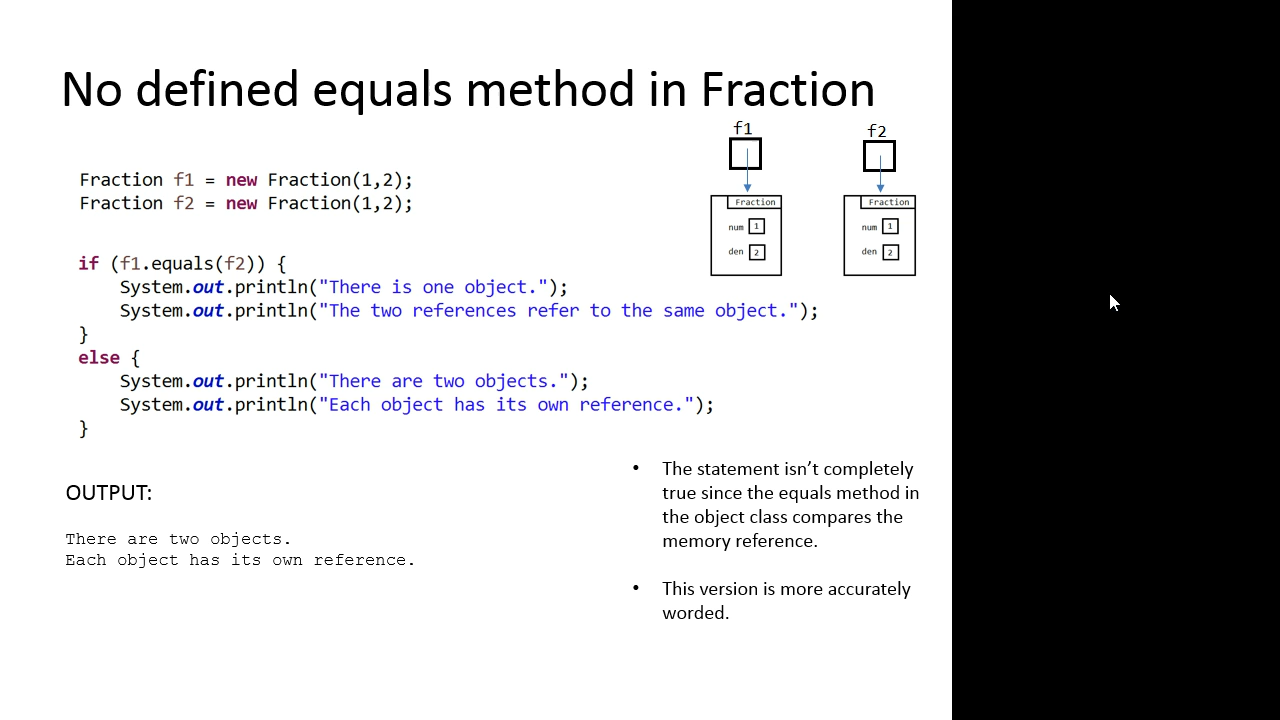 No defined equals method in Fraction
f1
f2
Fraction f1 = new Fraction(1,2);
Fraction f2 = new Fraction(1,2);
Fraction
num 1
den 2
Fraction
num 1
den 2
if (f1.equals(f2)) {
System.out.println("There is one object.");
System.out.println("The two references refer to the same object.");
}
else {
System.out.println("There are two objects.");
System.out.println("Each object has its own reference.");
}
OUTPUT:
There are two objects.
Each object has its own reference.
• The statement isn’t completely
true since the equals method in
the object class compares the
memory reference.
• This version is more accurately
worded.